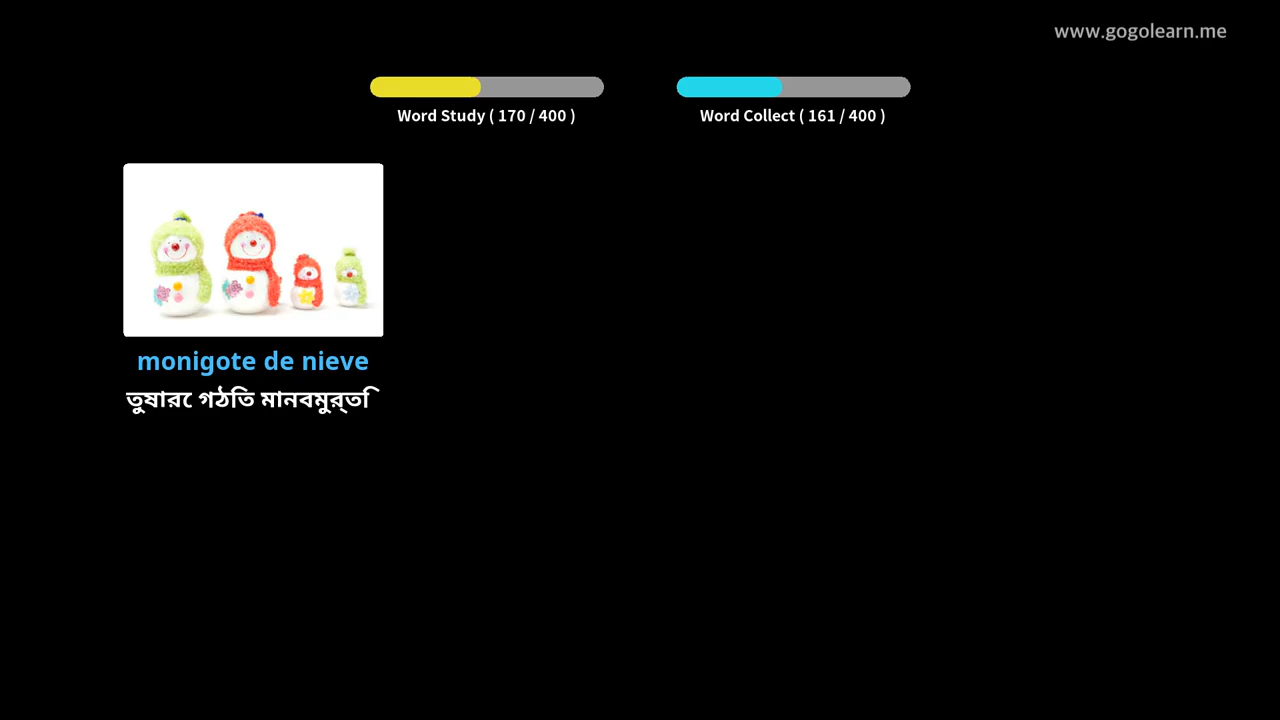 www.gogolearn.me
Word Study ( 170 / 400 )
Word Collect ( 161 / 400 )
monigote de nieve
তুষারে গঠিত মানবমুর্তি